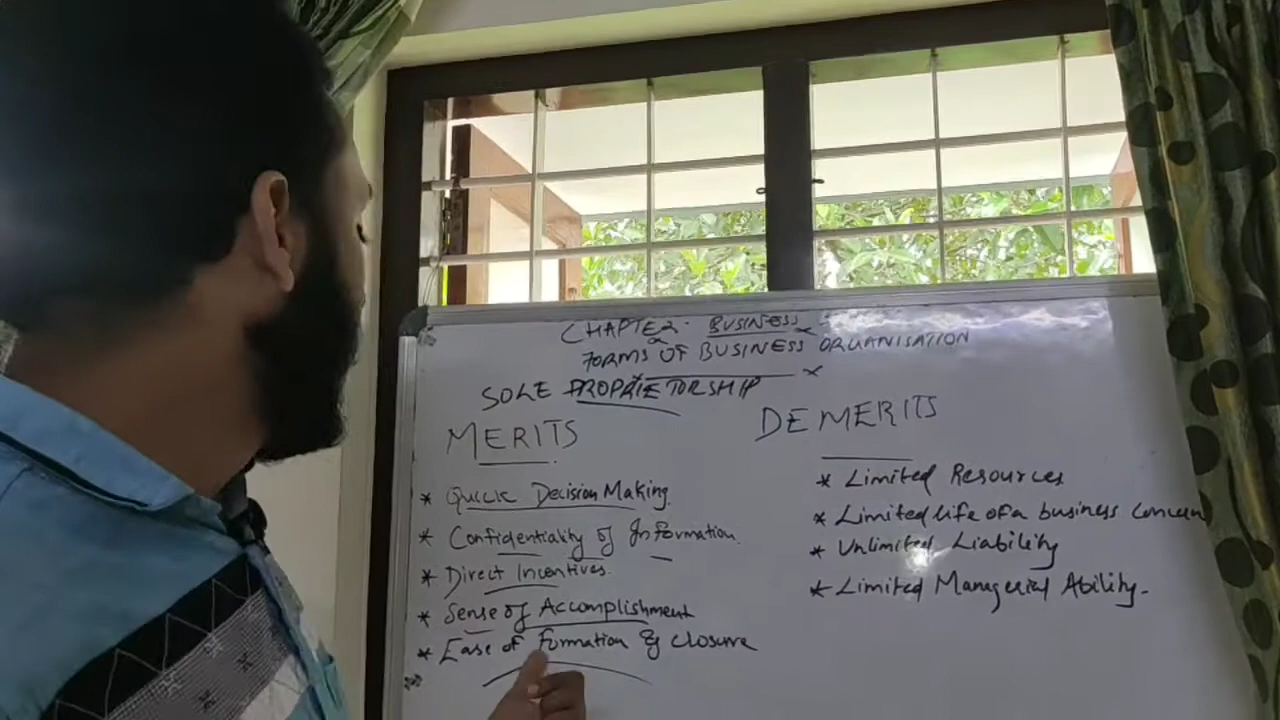 CHAPTER: BUSINESS
FORMS OF BUSINESS ORGANISATION
SOLE PROPRIETORSHIP
MERITS
* Quick Decision Making.
* Confidentiality of Information.
* Direct Incentives.
* Sense of Accomplishment
* Ease of Formation & Closure
DEMERITS
* Limited Resources
* Limited life of a business concern
* Unlimited Liability
* Limited Managerial Ability.